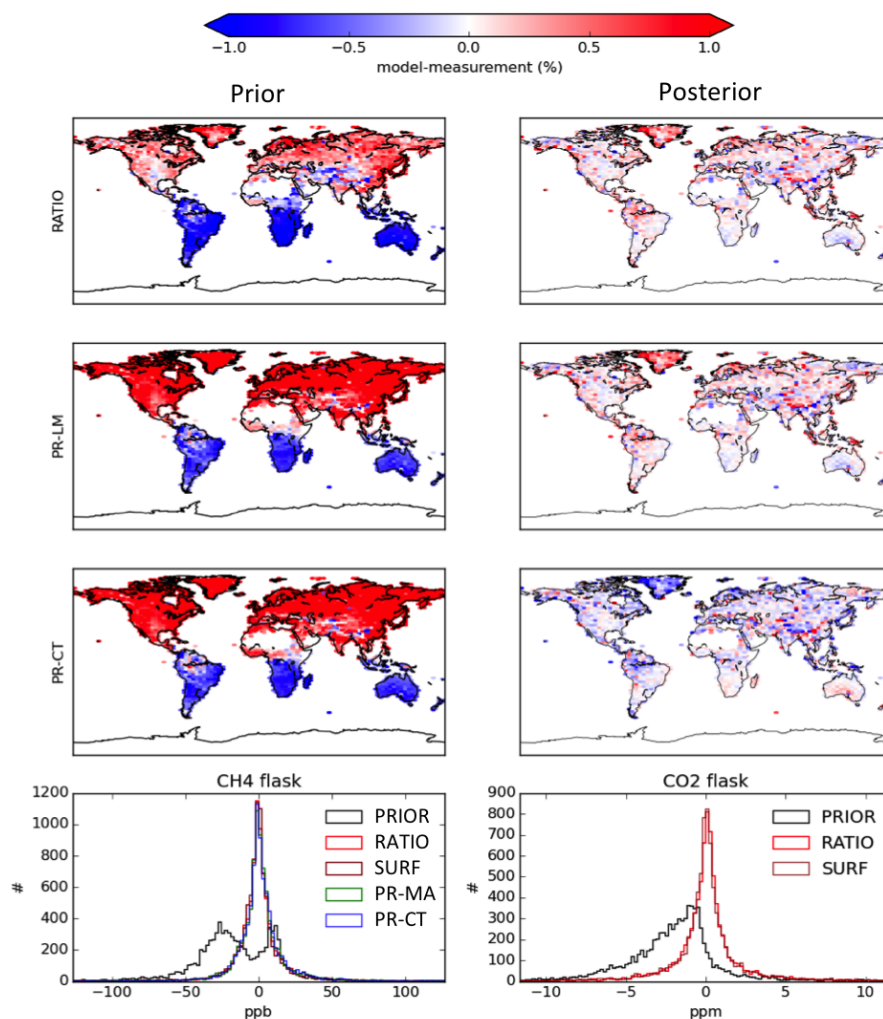 −1.0 −0.5 0.0 0.5 1.0
model-measurement (%)
Prior Posterior
RATIO
PR-LM
PR-CT
CH4 flask
1200
1000
800
600
400
200
0
#
PRIOR
RATIO
SURF
PR-MA
PR-CT
−100 −50 0 50 100
ppb
CO2 flask
900
800
700
600
500
400
300
200
100
0
#
PRIOR
RATIO
SURF
−10 −5 0 5 10
ppm